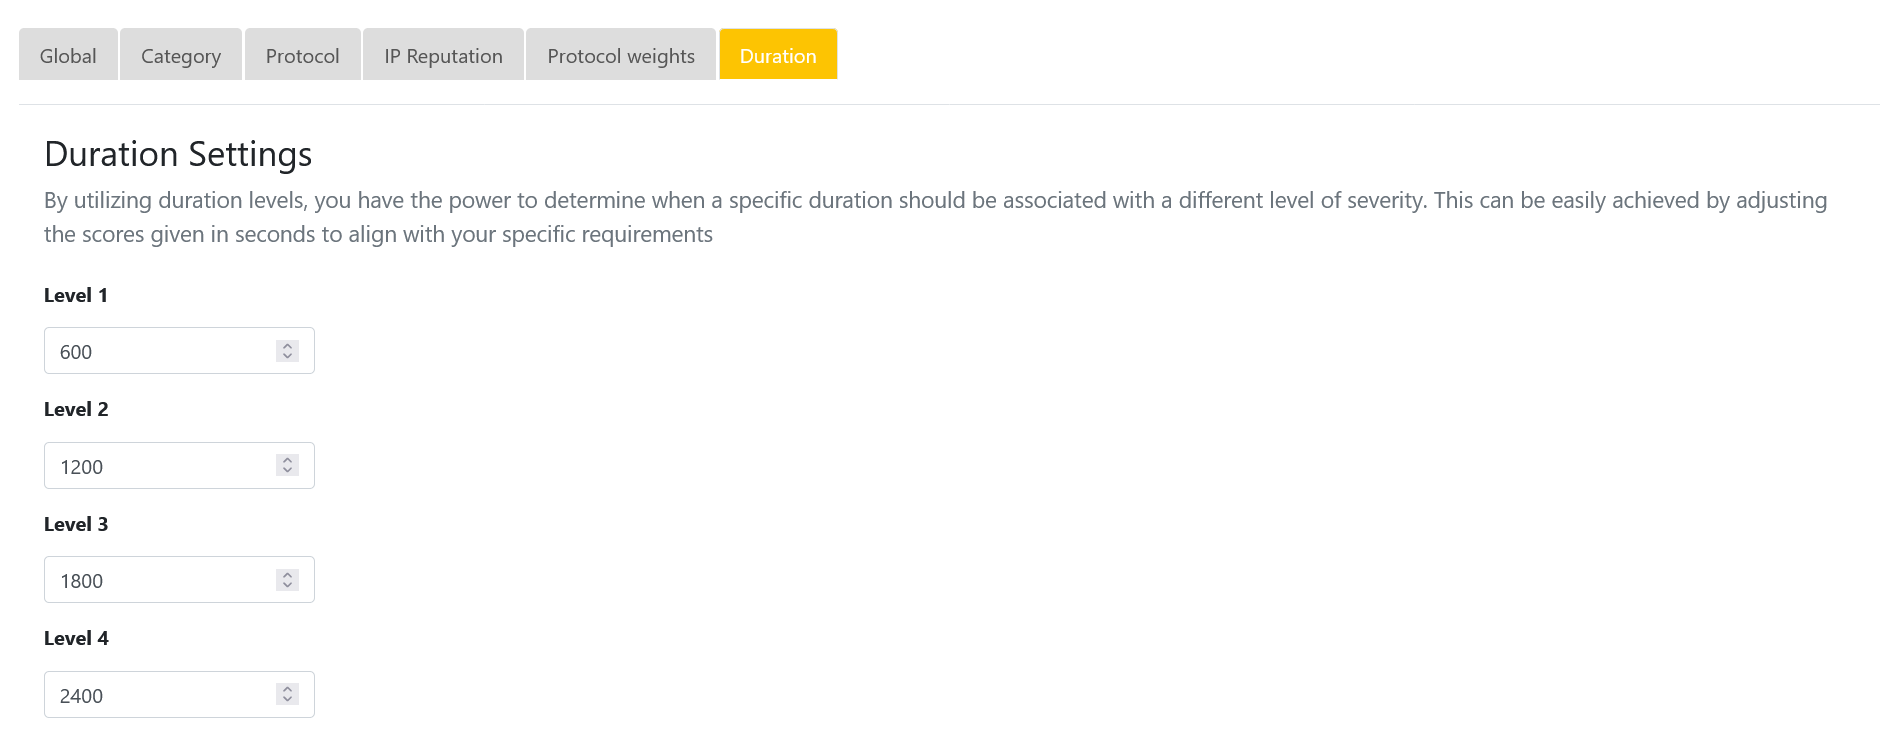 Global Category Protocol IP Reputation Protocol weights Duration
Duration Settings
By utilizing duration levels, you have the power to determine when a specific duration should be associated with a different level of severity. This can be easily achieved by adjusting
the scores given in seconds to align with your specific requirements
Level 1
600
Level 2
1200
Level 3
1800
Level 4
2400